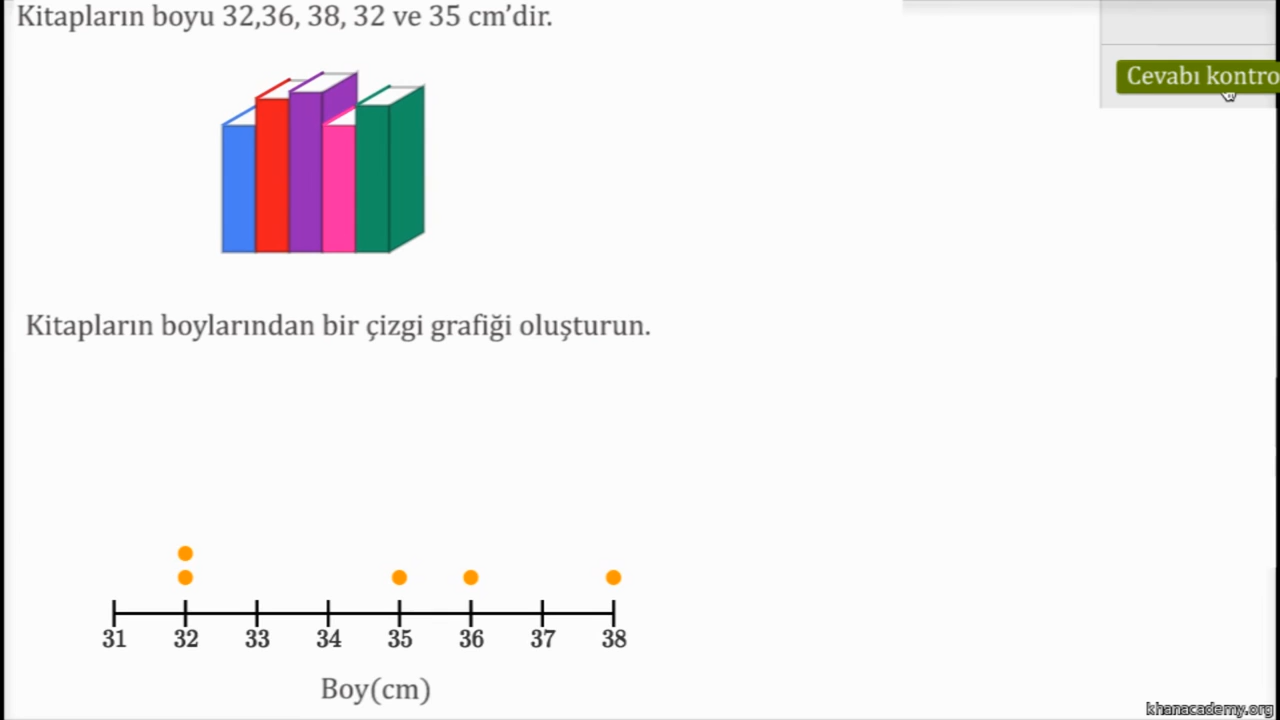 Kitapların boyu 32,36, 38, 32 ve 35 cm’dir.
Cevabı kontro
Kitapların boylarından bir çizgi grafiği oluşturun.
31 32 33 34 35 36 37 38
Boy(cm)
khanacademy.org